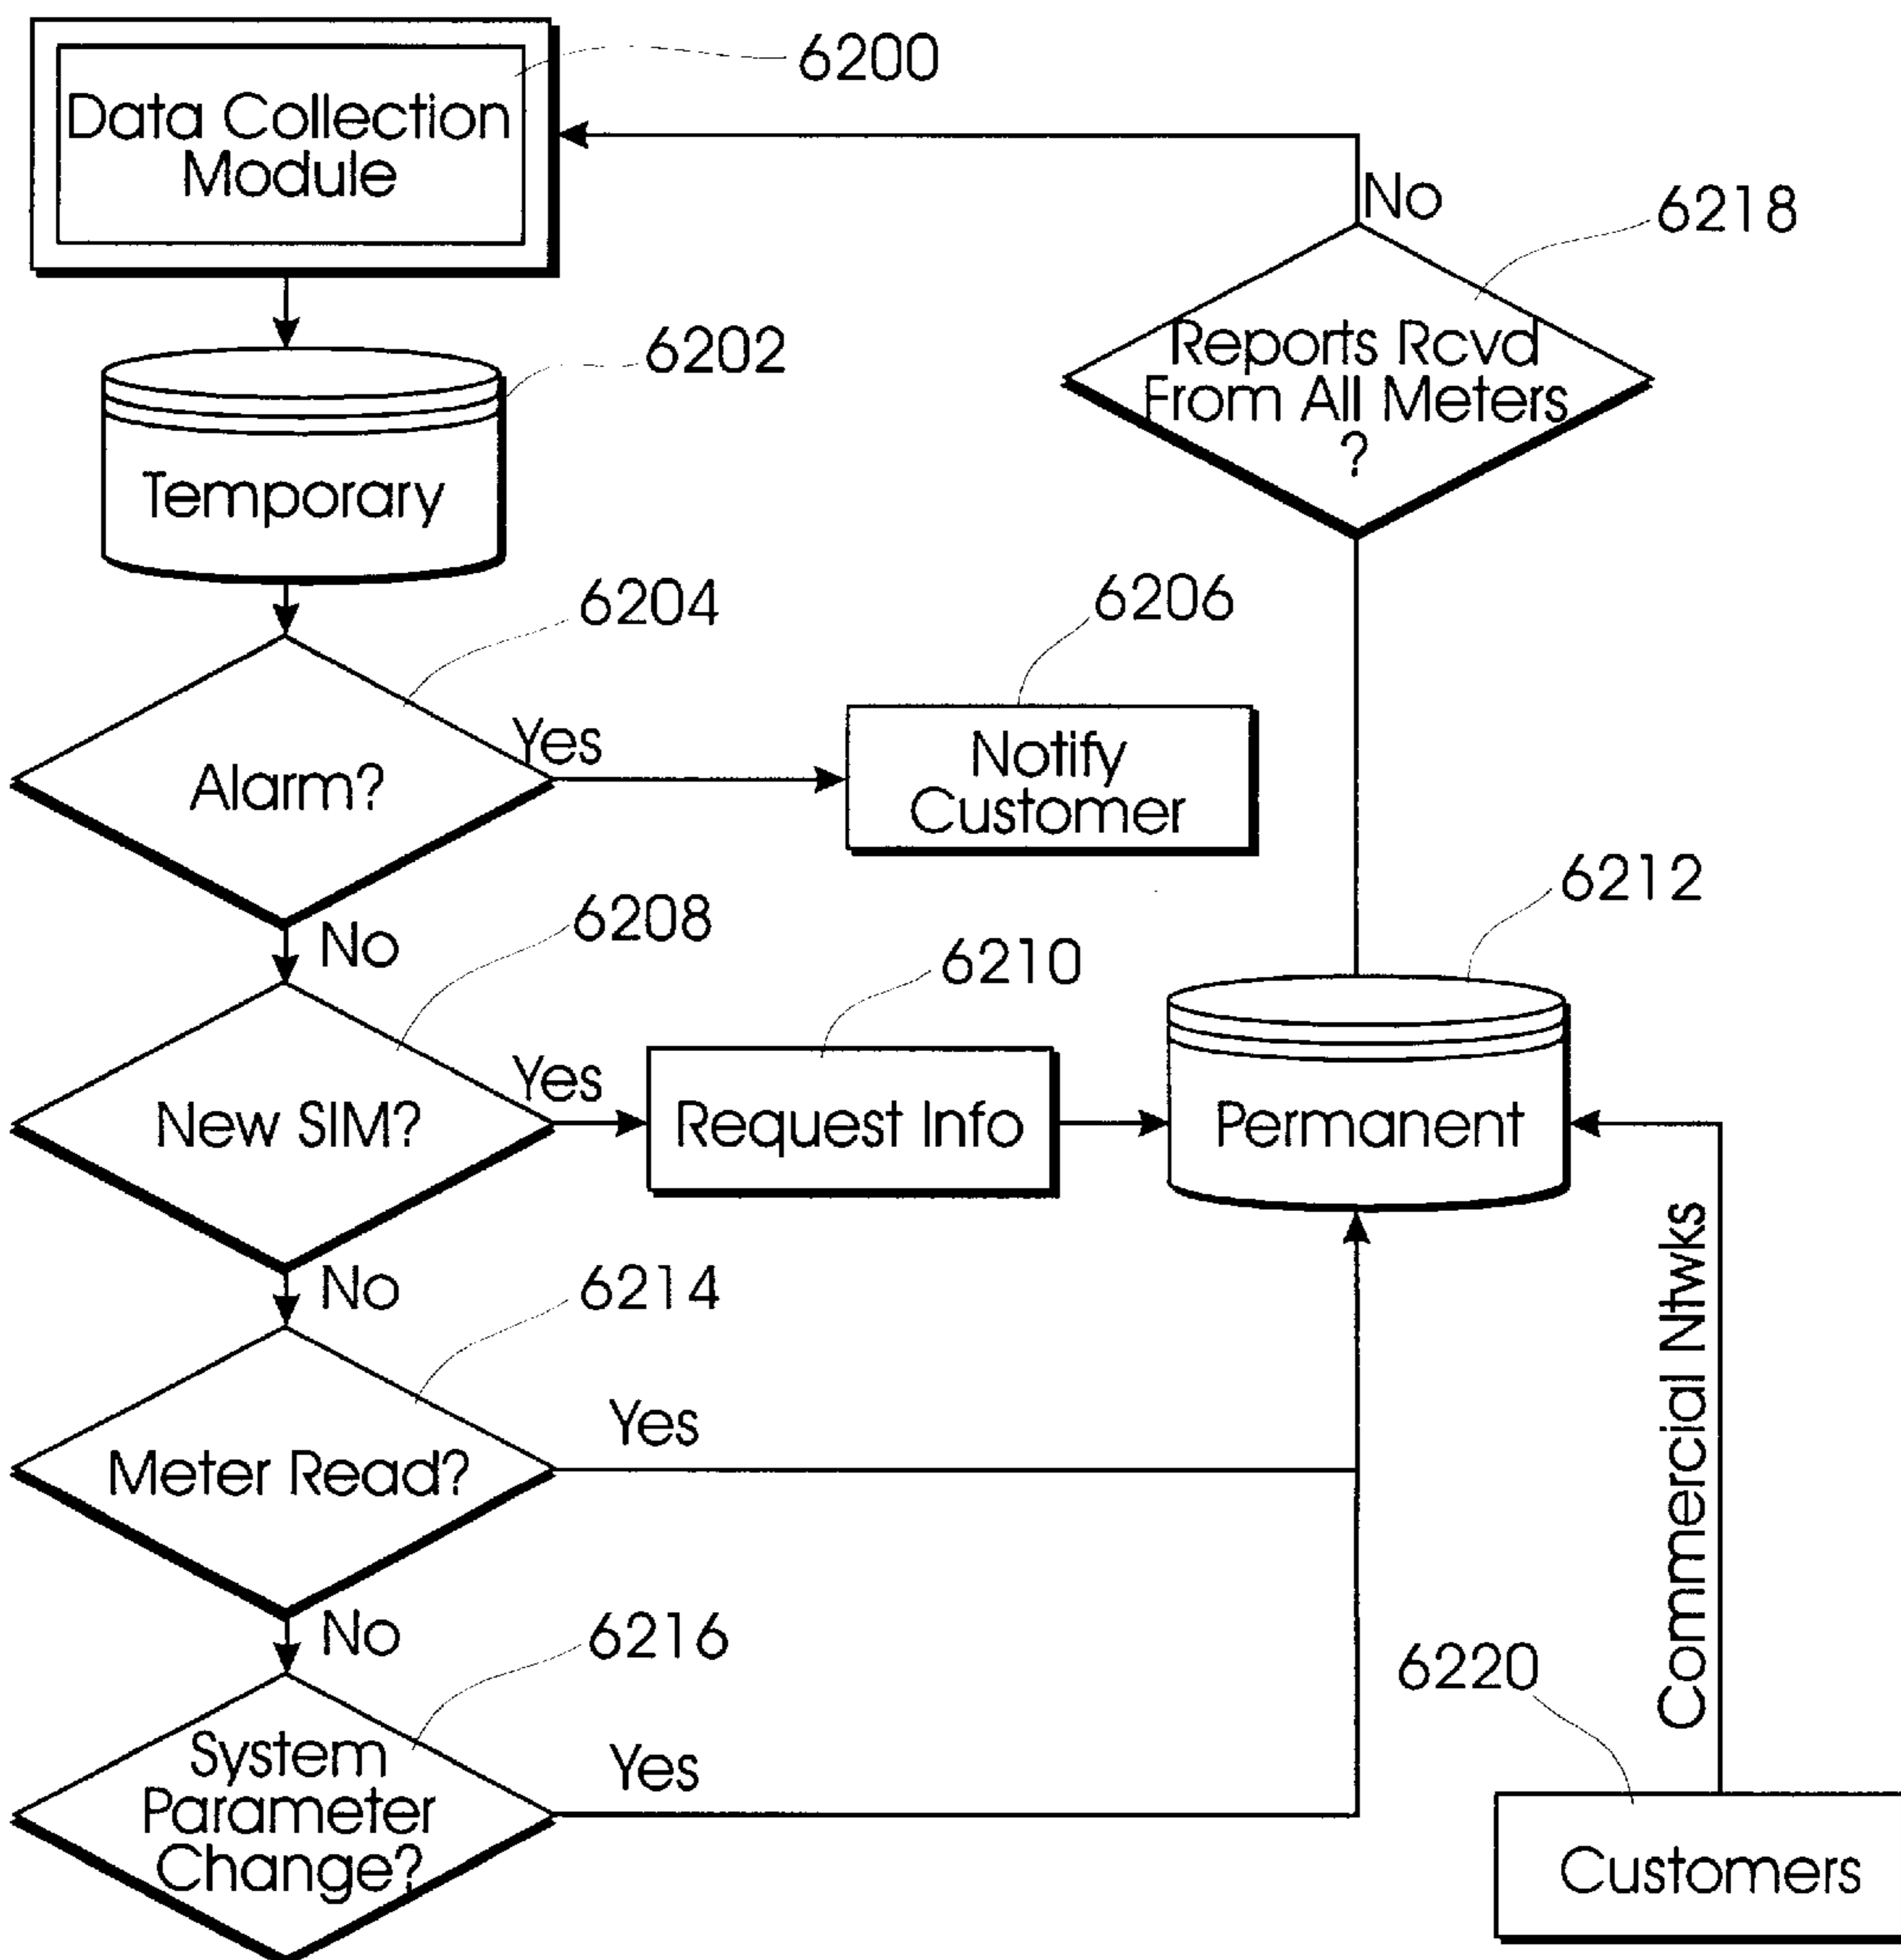 6200
Data Collection
Module
No
6218
6202
Reports Rcvd
From All Meters
?
Temporary
6204
6206
Yes
Notify
Customer
Alarm?
6212
No
6208
6210
Yes
New SIM?
Request Info
Permanent
No
6214
Commercial Ntwks
Yes
Meter Read?
No
6216
6220
System
Parameter
Change?
Yes
Customers